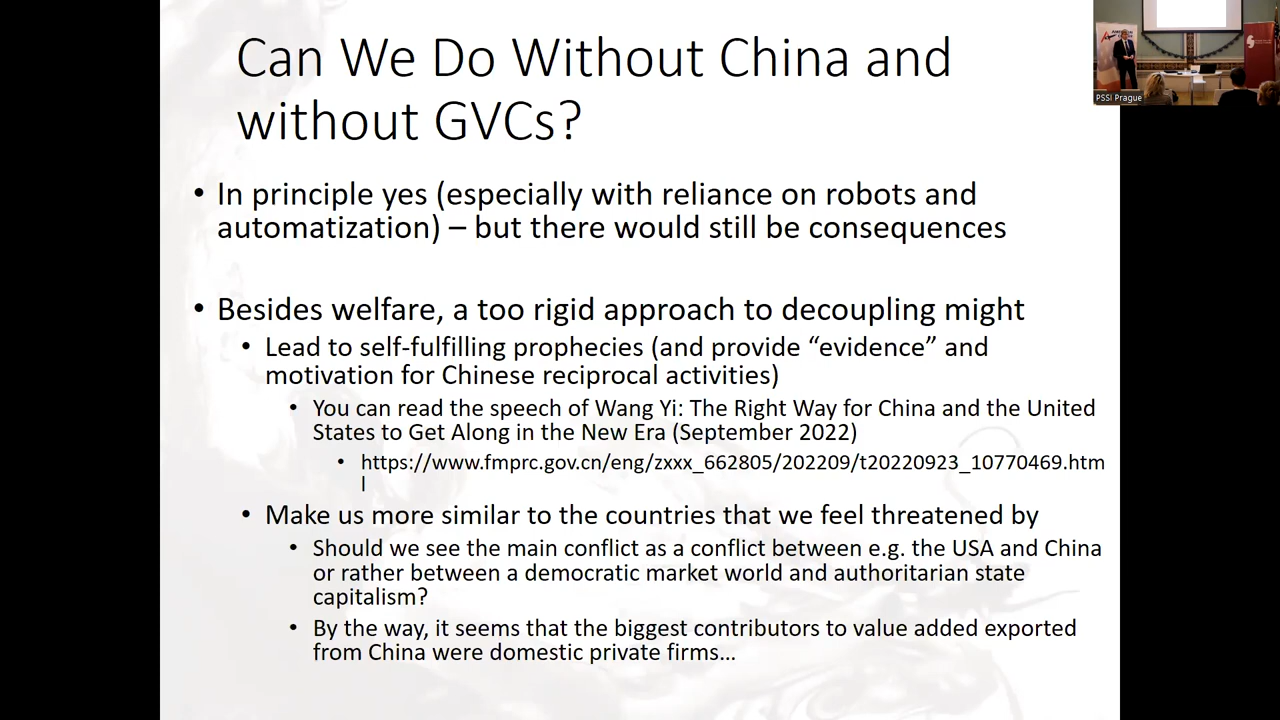 Can We Do Without China and
without GVCs?
• In principle yes (especially with reliance on robots and
automatization) – but there would still be consequences
• Besides welfare, a too rigid approach to decoupling might
• Lead to self-fulfilling prophecies (and provide “evidence” and
motivation for Chinese reciprocal activities)
• You can read the speech of Wang Yi: The Right Way for China and the United
States to Get Along in the New Era (September 2022)
• https://www.fmprc.gov.cn/eng/zxxx_662805/202209/t20220923_10770469.htm
l
• Make us more similar to the countries that we feel threatened by
• Should we see the main conflict as a conflict between e.g. the USA and China
or rather between a democratic market world and authoritarian state
capitalism?
• By the way, it seems that the biggest contributors to value added exported
from China were domestic private firms…
PSSI Prague